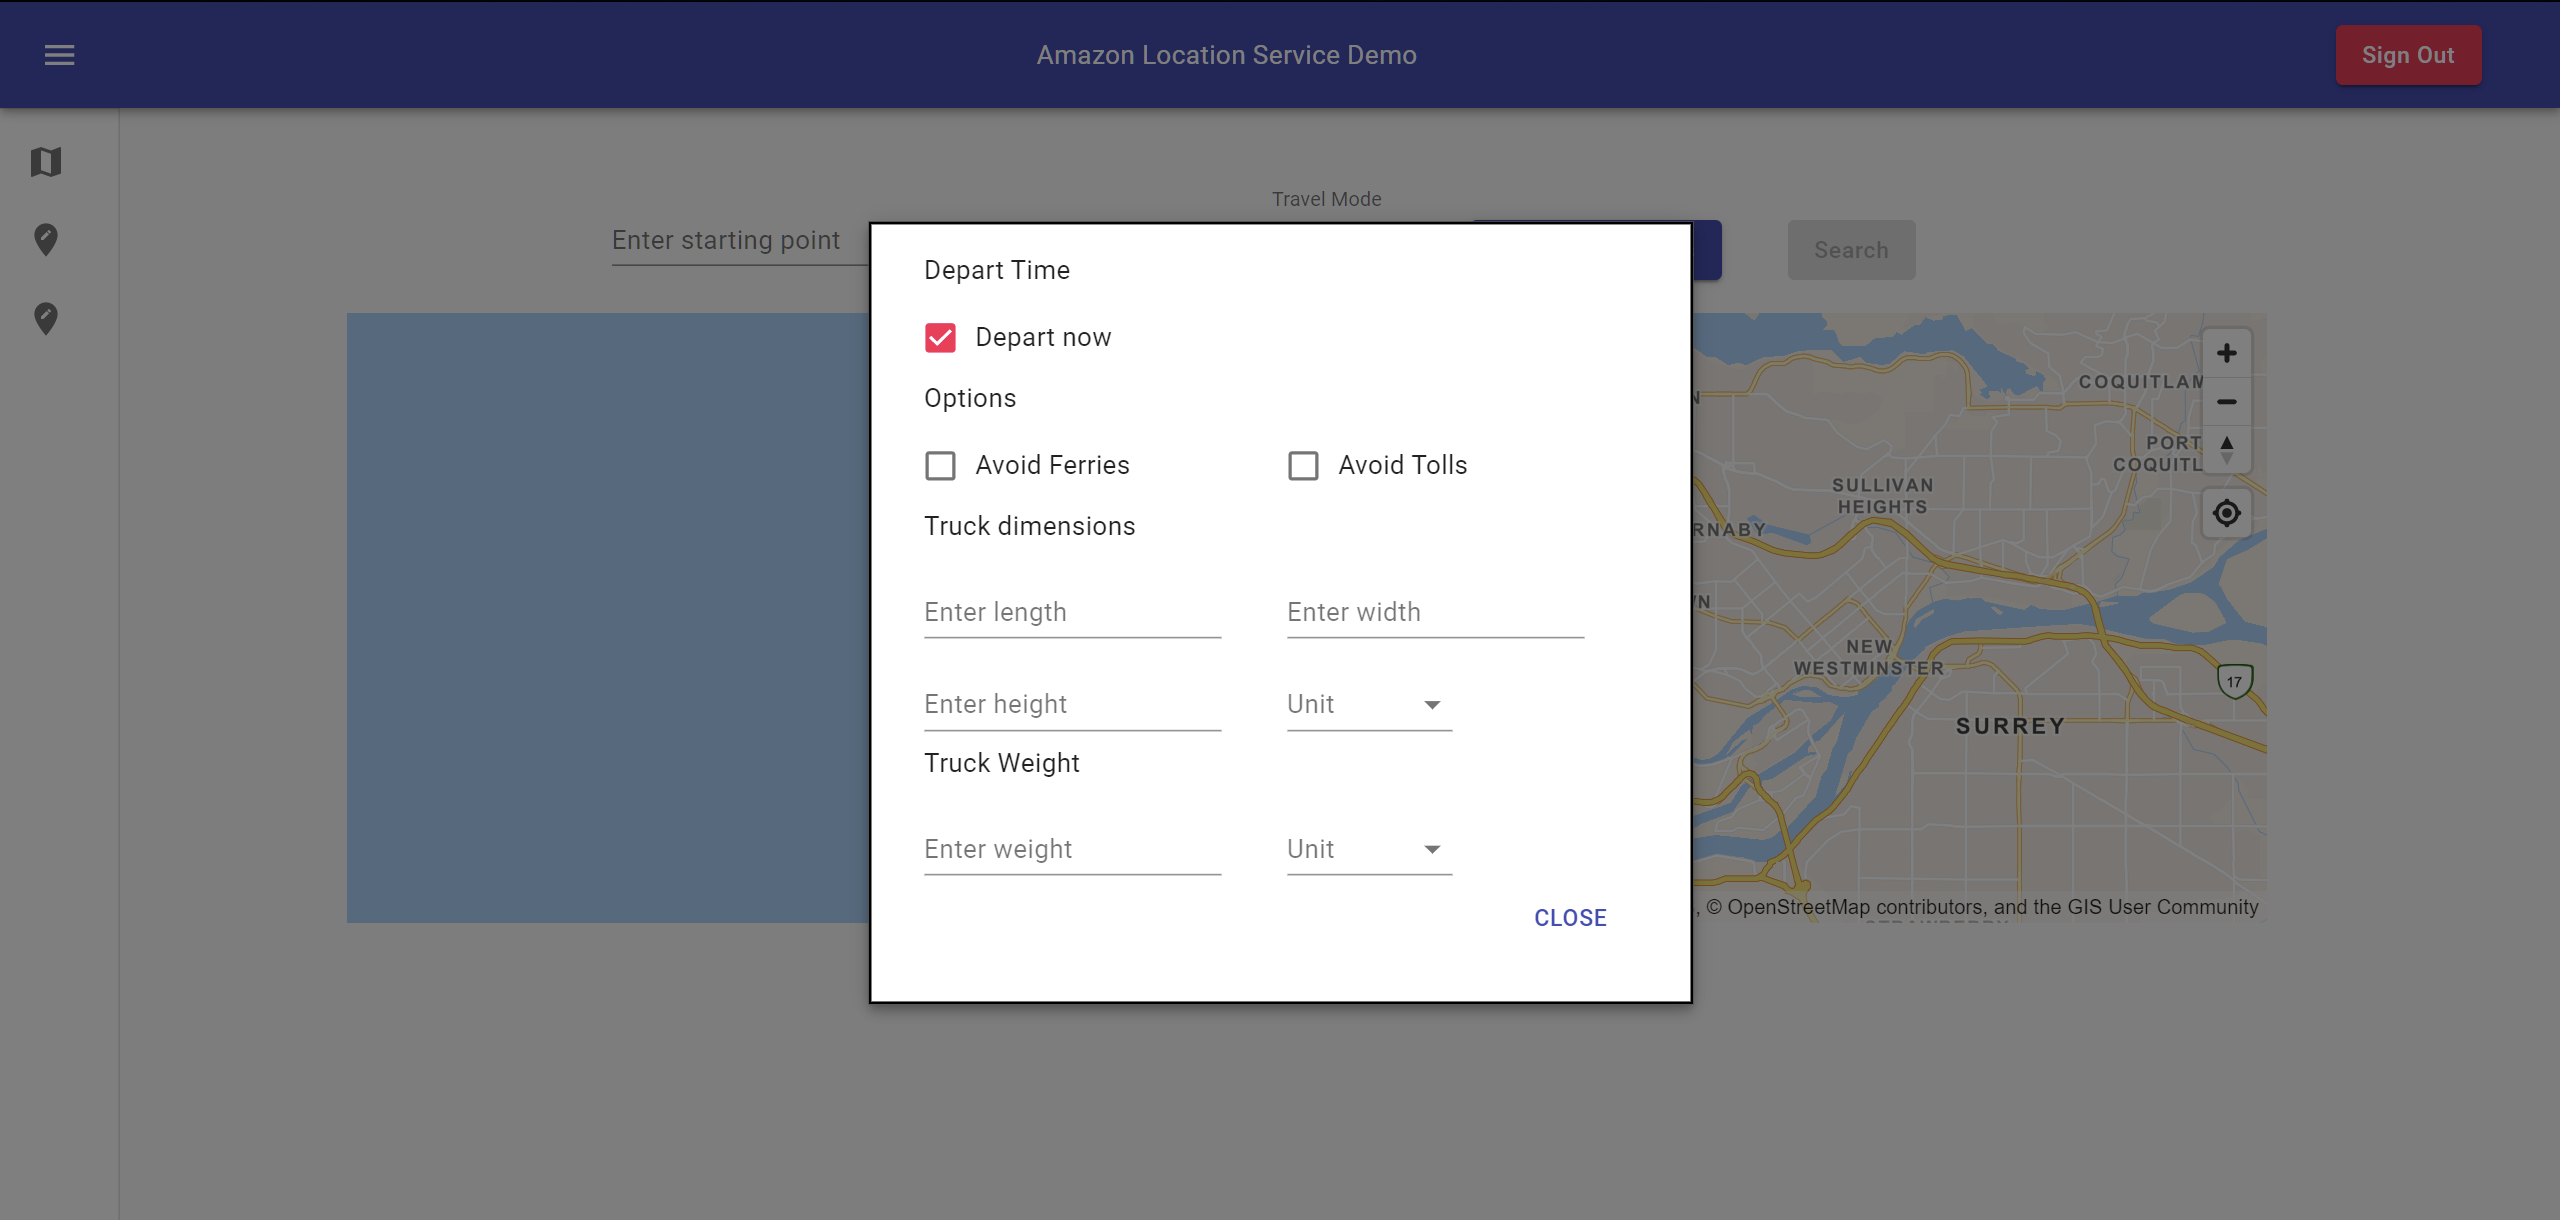 Amazon Location Service Demo
Sign Out
Travel Mode
Enter starting point
Search
Depart Time
Depart now
Options
Avoid Ferries
Avoid Tolls
Truck dimensions
Enter length
Enter width
Enter height
Unit
Truck Weight
Enter weight
Unit
CLOSE
COQUITLAM
PORT
COQUITL
SULLIVAN
HEIGHTS
RNABY
NEW
WESTMINSTER
17
SURREY
, © OpenStreetMap contributors, and the GIS User Community